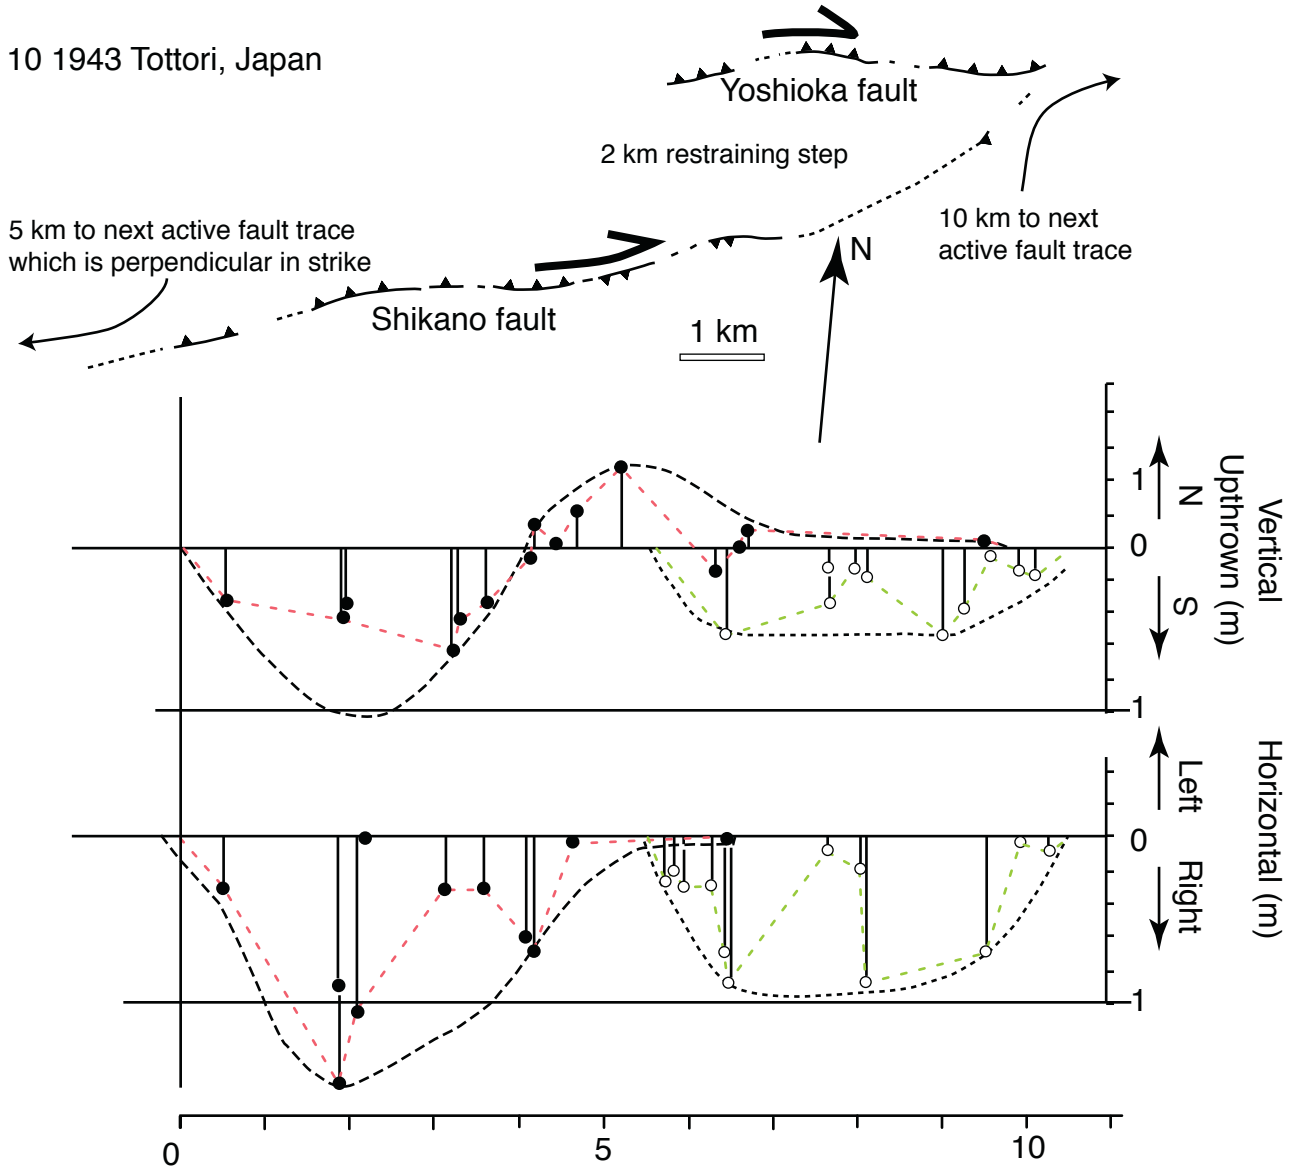 10 1943 Tottori, Japan
Yoshioka fault
2 km restraining step
5 km to next active fault trace
which is perpendicular in strike
10 km to next
active fault trace
N
Shikano fault
1 km
1
0
1
N
S
Upthrown (m)
Vertical
0
1
Left
Right
Horizontal (m)
0
5
10